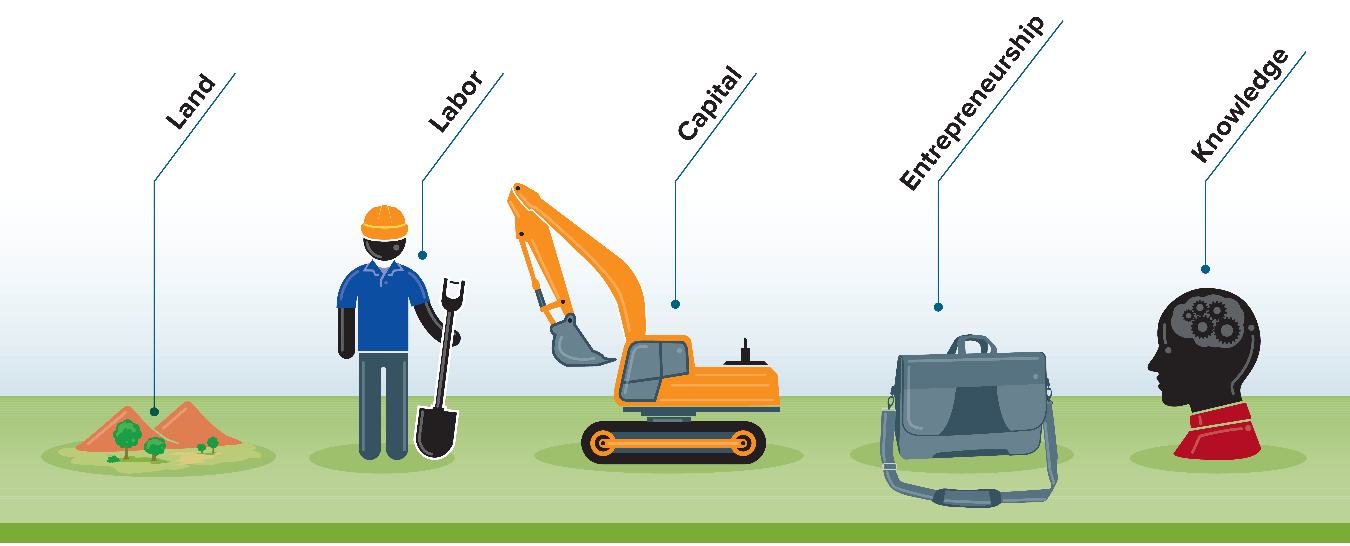 Land
Labor
Capital
Entrepreneurship
Knowledge